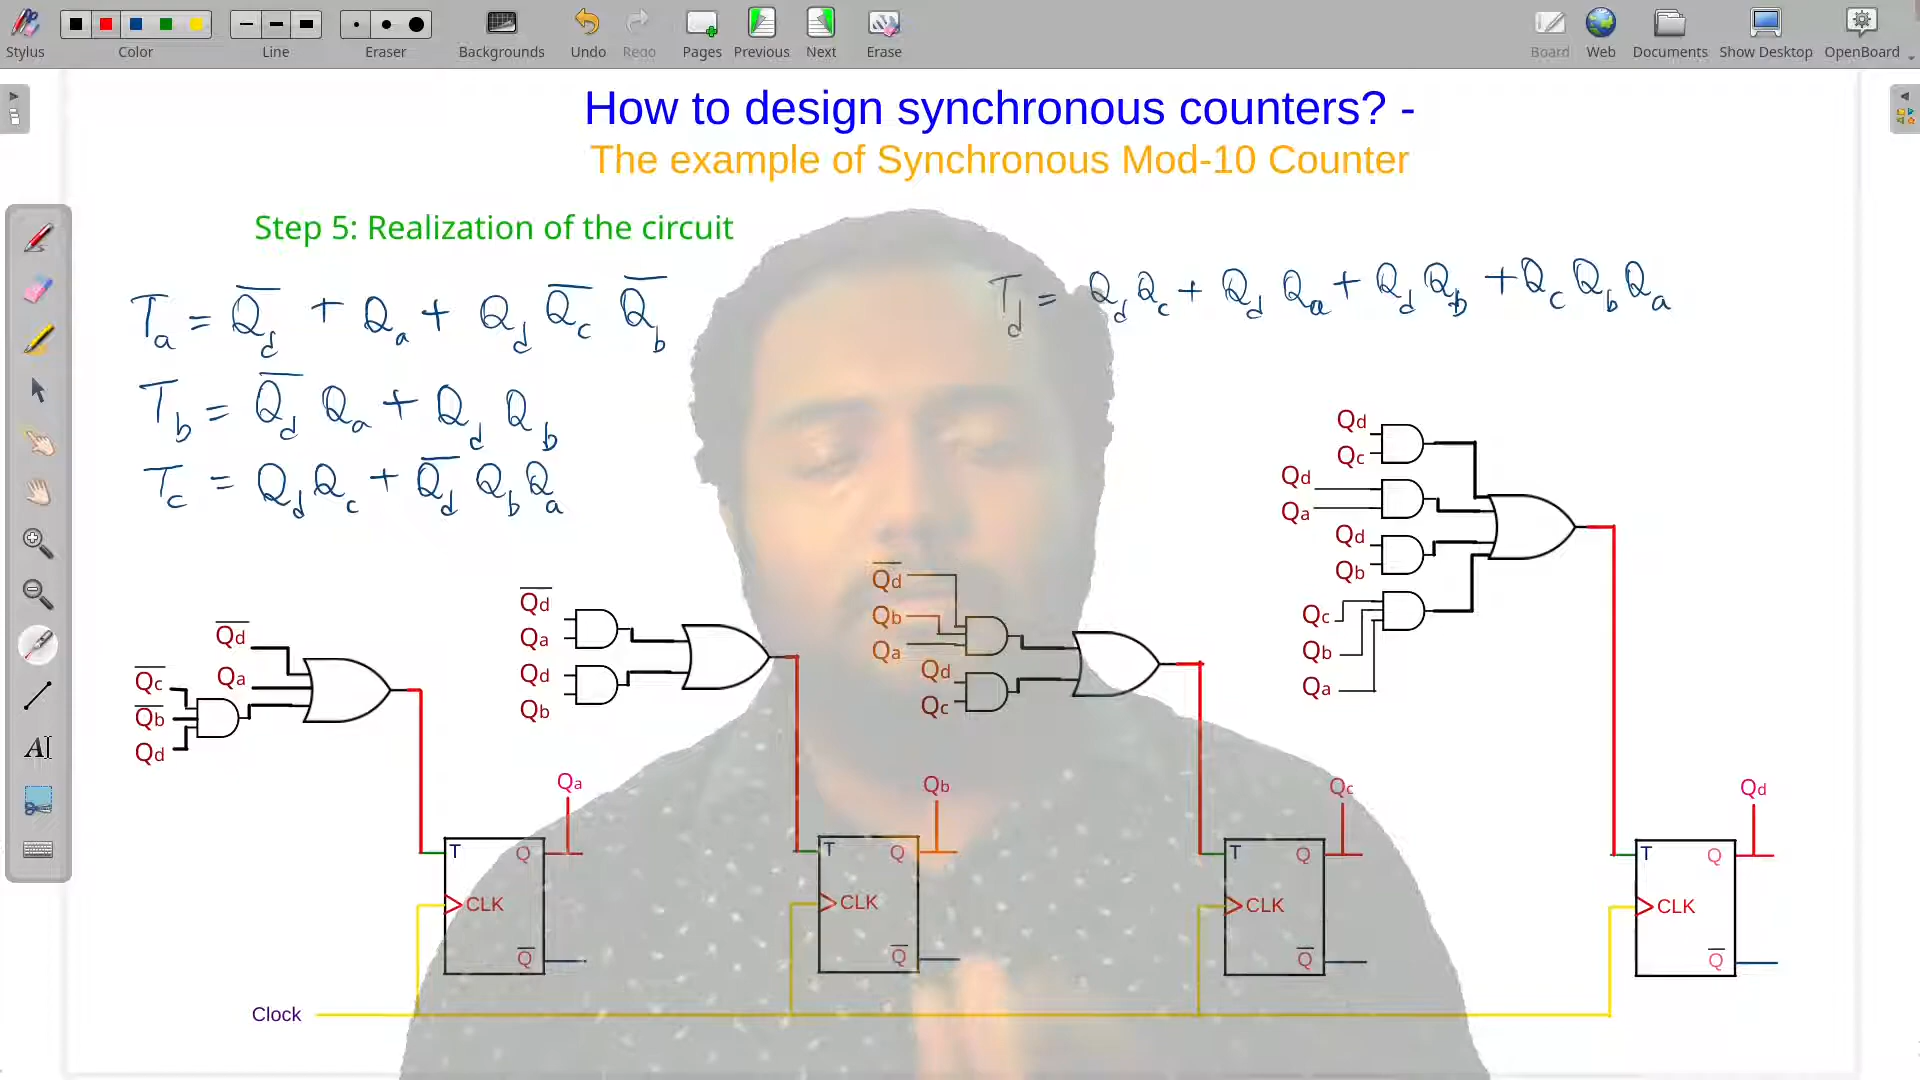 Stylus Color Line Eraser Backgrounds Undo Redo Pages Previous Next Erase Board Web Documents Show Desktop OpenBoard
How to design synchronous counters? -
The example of Synchronous Mod-10 Counter
Step 5: Realization of the circuit
T̅a = Q̅d + Qa + Qd Q̅c Q̅b
Td = Qd Qc + Qd Qa + Qd Qb + Qc Qb Qa
Tb = Q̅d Qa + Qd Qb
Tc = Qd Qc + Q̅d Qb Qa
Q̅d
Qa
Q̅c
Q̅b
Qd
Q̅d
Qa
Qd
Qb
Q̅d
Qb
Qa
Qd
Qc
Qd
Qc
Qd
Qa
Qd
Qb
Qc
Qb
Qa
Qa
Qb
Qc
Qd
T Q
CLK
Q̅
T Q
CLK
Q̅
T Q
CLK
Q̅
T Q
CLK
Q̅
Clock